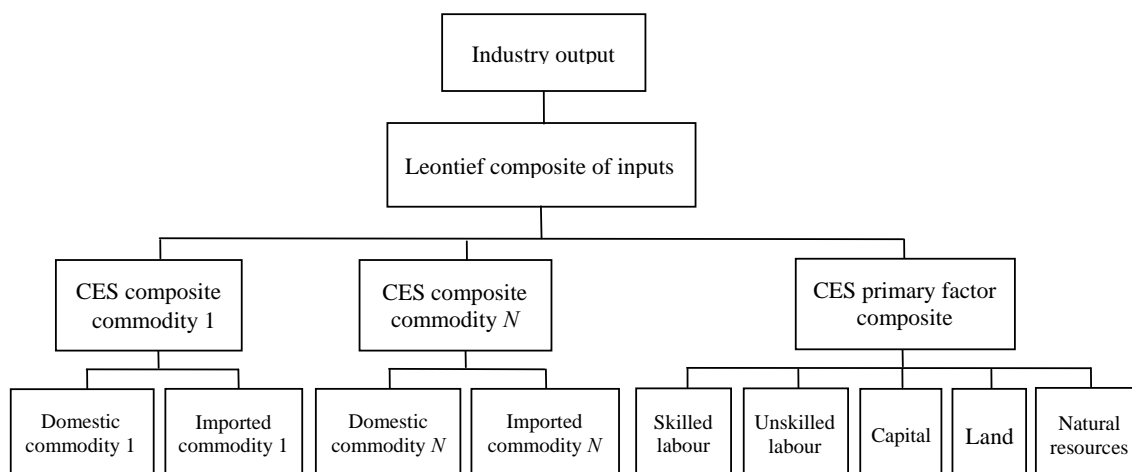 Industry output
Leontief composite of inputs
CES composite
commodity 1
CES composite
commodity N
CES primary factor
composite
Domestic
commodity 1
Imported
commodity 1
Domestic
commodity N
Imported
commodity N
Skilled
labour
Unskilled
labour
Capital
Land
Natural
resources